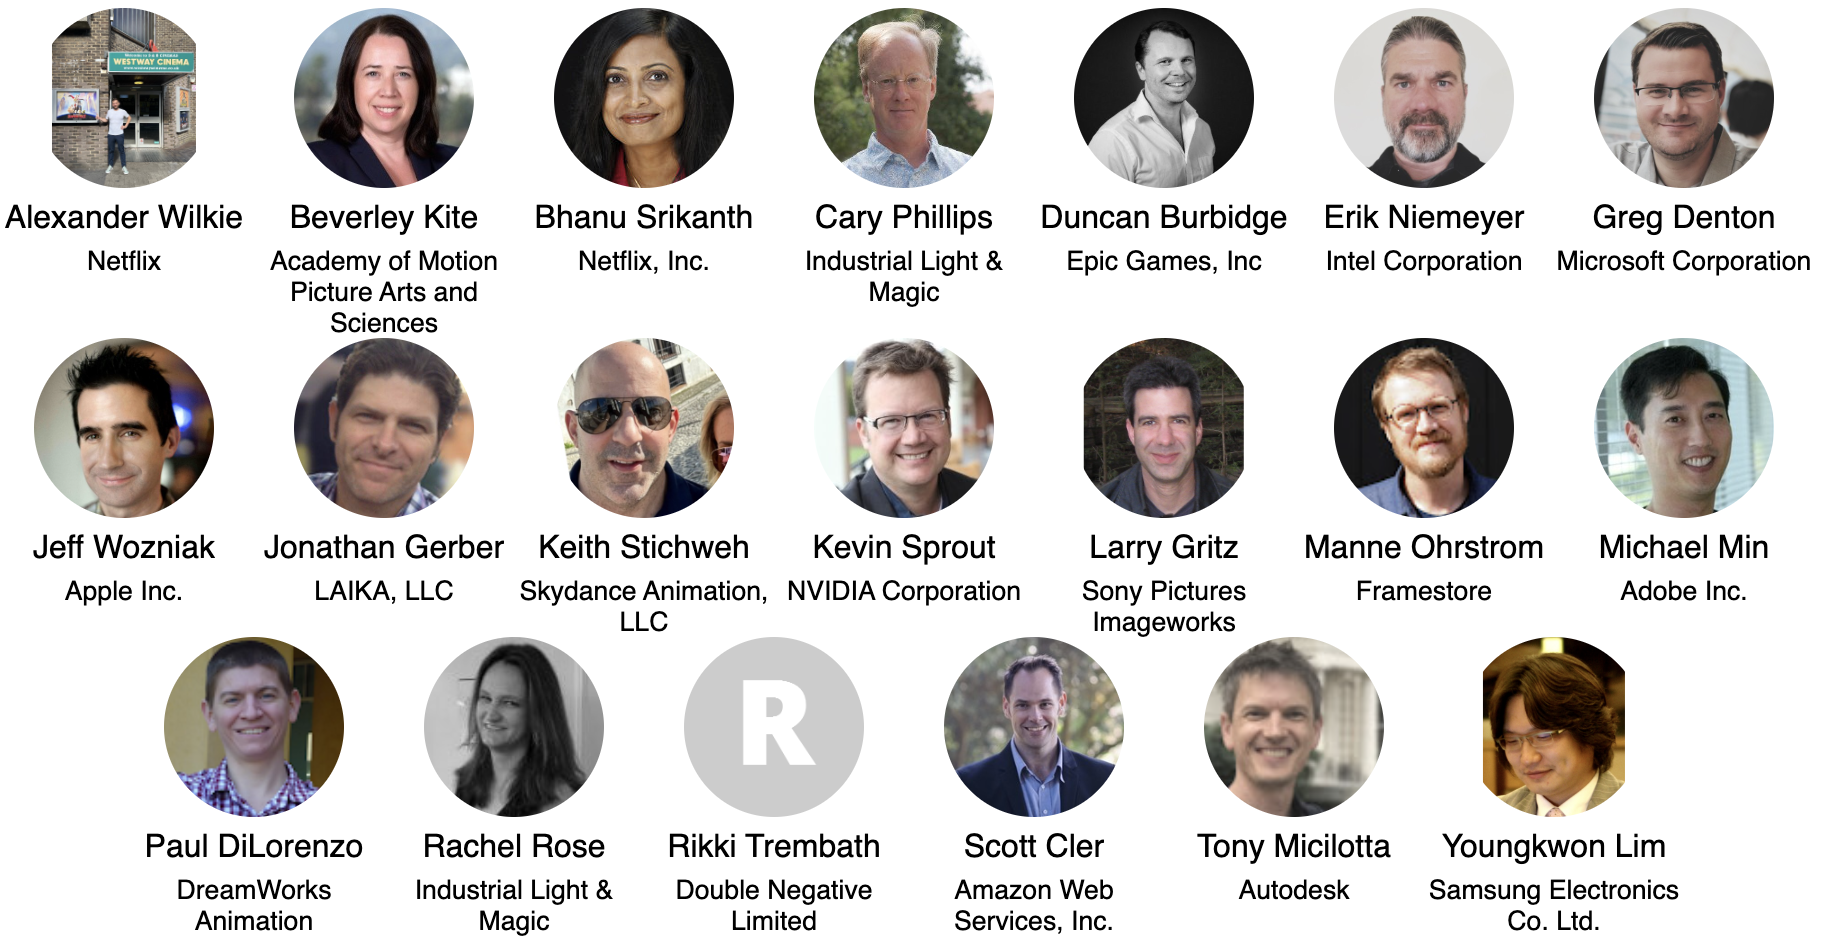 WESTWAY CINEMA
Alexander Wilkie
Netflix
Beverley Kite
Academy of Motion
Picture Arts and
Sciences
Bhanu Srikanth
Netflix, Inc.
Cary Phillips
Industrial Light &
Magic
Duncan Burbidge
Epic Games, Inc
Erik Niemeyer
Intel Corporation
Greg Denton
Microsoft Corporation
Jeff Wozniak
Apple Inc.
Jonathan Gerber
LAIKA, LLC
Keith Stichweh
Skydance Animation,
LLC
Kevin Sprout
NVIDIA Corporation
Larry Gritz
Sony Pictures
Imageworks
Manne Ohrstrom
Framestore
Michael Min
Adobe Inc.
Paul DiLorenzo
DreamWorks
Animation
Rachel Rose
Industrial Light &
Magic
R
Rikki Trembath
Double Negative
Limited
Scott Cler
Amazon Web
Services, Inc.
Tony Micilotta
Autodesk
Youngkwon Lim
Samsung Electronics
Co. Ltd.